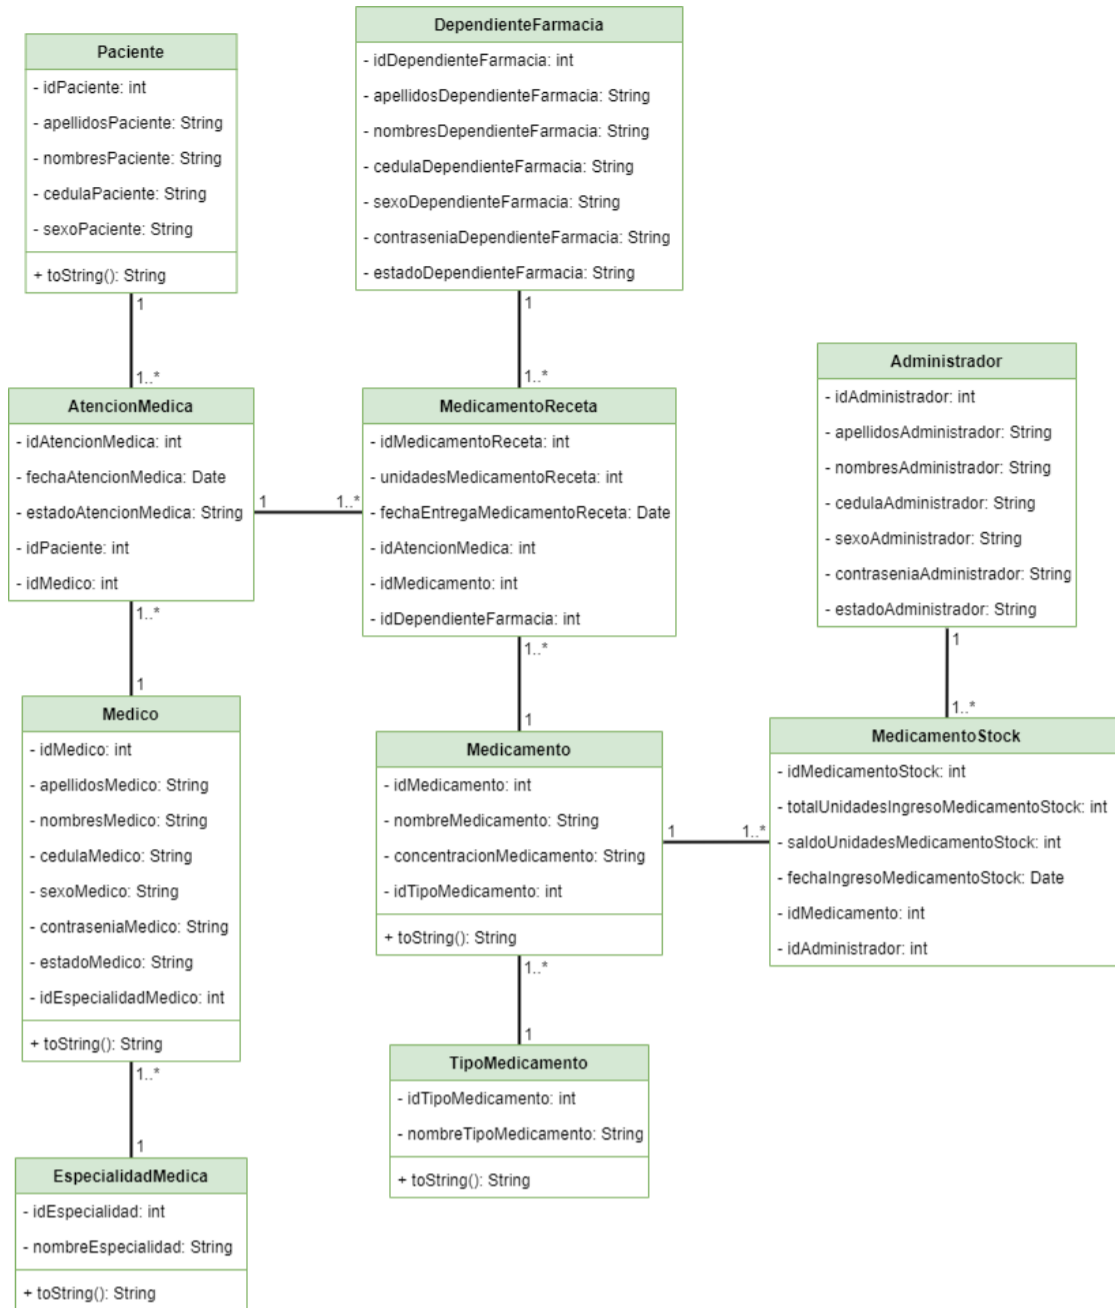 Paciente
- idPaciente: int
- apellidosPaciente: String
- nombresPaciente: String
- cedulaPaciente: String
- sexoPaciente: String
+ toString(): String
1
1..*
DependienteFarmacia
- idDependienteFarmacia: int
- apellidosDependienteFarmacia: String
- nombresDependienteFarmacia: String
- cedulaDependienteFarmacia: String
- sexoDependienteFarmacia: String
- contraseniaDependienteFarmacia: String
- estadoDependienteFarmacia: String
1
1..*
AtencionMedica
- idAtencionMedica: int
- fechaAtencionMedica: Date
- estadoAtencionMedica: String
- idPaciente: int
- idMedico: int
1
1..*
MedicamentoReceta
- idMedicamentoReceta: int
- unidadesMedicamentoReceta: int
- fechaEntregaMedicamentoReceta: Date
- idAtencionMedica: int
- idMedicamento: int
- idDependienteFarmacia: int
Administrador
- idAdministrador: int
- apellidosAdministrador: String
- nombresAdministrador: String
- cedulaAdministrador: String
- sexoAdministrador: String
- contraseniaAdministrador: String
- estadoAdministrador: String
1
1..*
1..*
1
Medico
- idMedico: int
- apellidosMedico: String
- nombresMedico: String
- cedulaMedico: String
- sexoMedico: String
- contraseniaMedico: String
- estadoMedico: String
- idEspecialidadMedico: int
+ toString(): String
1..*
1
1..*
1
Medicamento
- idMedicamento: int
- nombreMedicamento: String
- concentracionMedicamento: String
- idTipoMedicamento: int
+ toString(): String
1
1..*
MedicamentoStock
- idMedicamentoStock: int
- totalUnidadesIngresoMedicamentoStock: int
- saldoUnidadesMedicamentoStock: int
- fechaIngresoMedicamentoStock: Date
- idMedicamento: int
- idAdministrador: int
1..*
1
TipoMedicamento
- idTipoMedicamento: int
- nombreTipoMedicamento: String
+ toString(): String
EspecialidadMedica
- idEspecialidad: int
- nombreEspecialidad: String
+ toString(): String